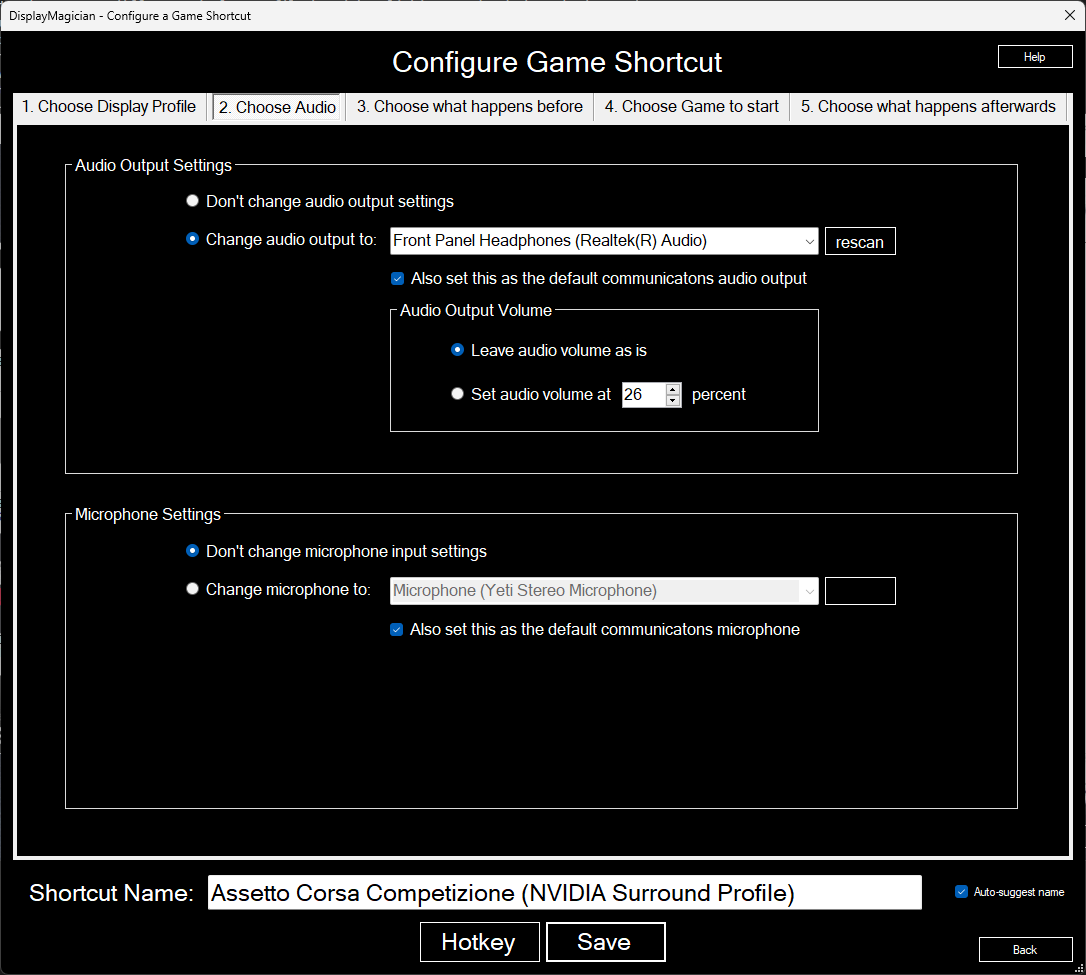 DisplayMagician - Configure a Game Shortcut
Configure Game Shortcut
Help
1. Choose Display Profile 2. Choose Audio 3. Choose what happens before 4. Choose Game to start 5. Choose what happens afterwards
Audio Output Settings
Don't change audio output settings
Change audio output to: Front Panel Headphones (Realtek(R) Audio) rescan
Also set this as the default communicatons audio output
Audio Output Volume
Leave audio volume as is
Set audio volume at 26 percent
Microphone Settings
Don't change microphone input settings
Change microphone to: Microphone (Yeti Stereo Microphone)
Also set this as the default communicatons microphone
Shortcut Name: Assetto Corsa Competizione (NVIDIA Surround Profile) Auto-suggest name
Hotkey Save
Back